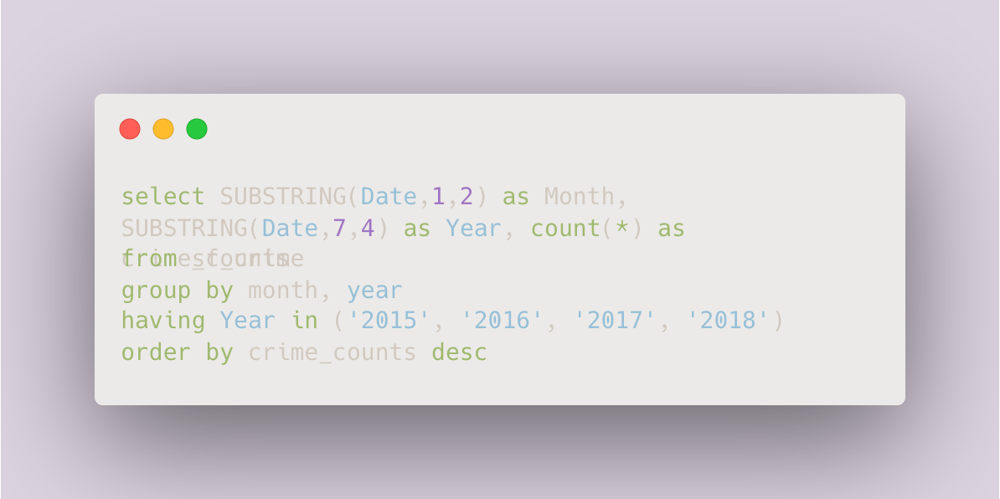 select SUBSTRING(Date,1,2) as Month,
SUBSTRING(Date,7,4) as Year, count(*) as
crime_counts
from sf_crime
group by month, year
having Year in ('2015', '2016', '2017', '2018')
order by crime_counts desc